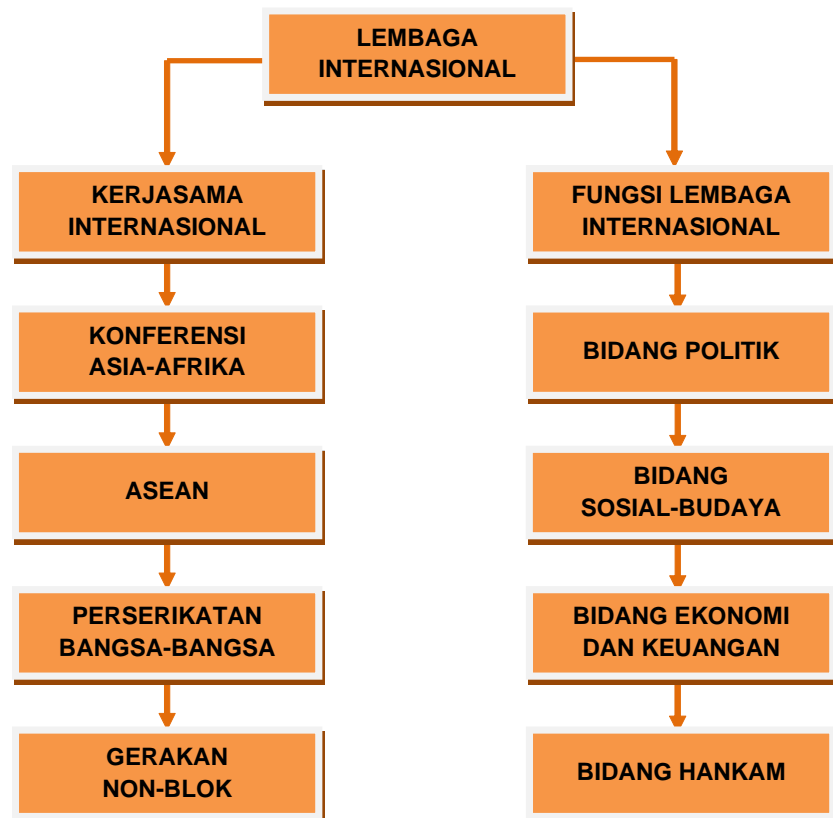 LEMBAGA
INTERNASIONAL
KERJASAMA
INTERNASIONAL
KONFERENSI
ASIA-AFRIKA
ASEAN
PERSERIKATAN
BANGSA-BANGSA
GERAKAN
NON-BLOK
FUNGSI LEMBAGA
INTERNASIONAL
BIDANG POLITIK
BIDANG
SOSIAL-BUDAYA
BIDANG EKONOMI
DAN KEUANGAN
BIDANG HANKAM